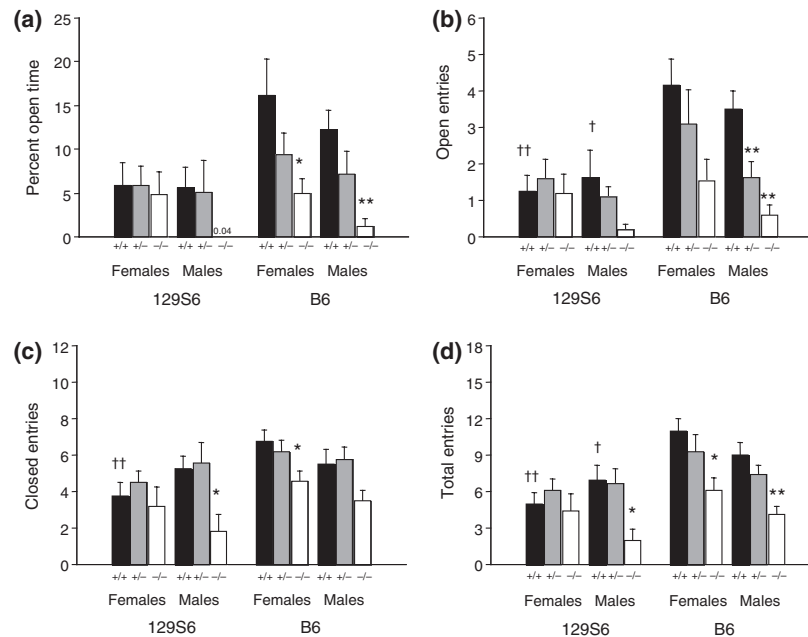 (a)
Percent open time
25
20
15
10
5
0
* **
0.04
+/+ +/− −/− +/+ +/− −/− +/+ +/− −/− +/+ +/− −/−
Females Males Females Males
129S6 B6
(b)
Open entries
6
5
4
3
2
1
0
†† † ** **
+/+ +/− −/− +/+ +/− −/− +/+ +/− −/− +/+ +/− −/−
Females Males Females Males
129S6 B6
(c)
Closed entries
12
10
8
6
4
2
0
†† * *
+/+ +/− −/− +/+ +/− −/− +/+ +/− −/− +/+ +/− −/−
Females Males Females Males
129S6 B6
(d)
Total entries
18
15
12
9
6
3
0
†† † * * **
+/+ +/− −/− +/+ +/− −/− +/+ +/− −/− +/+ +/− −/−
Females Males Females Males
129S6 B6